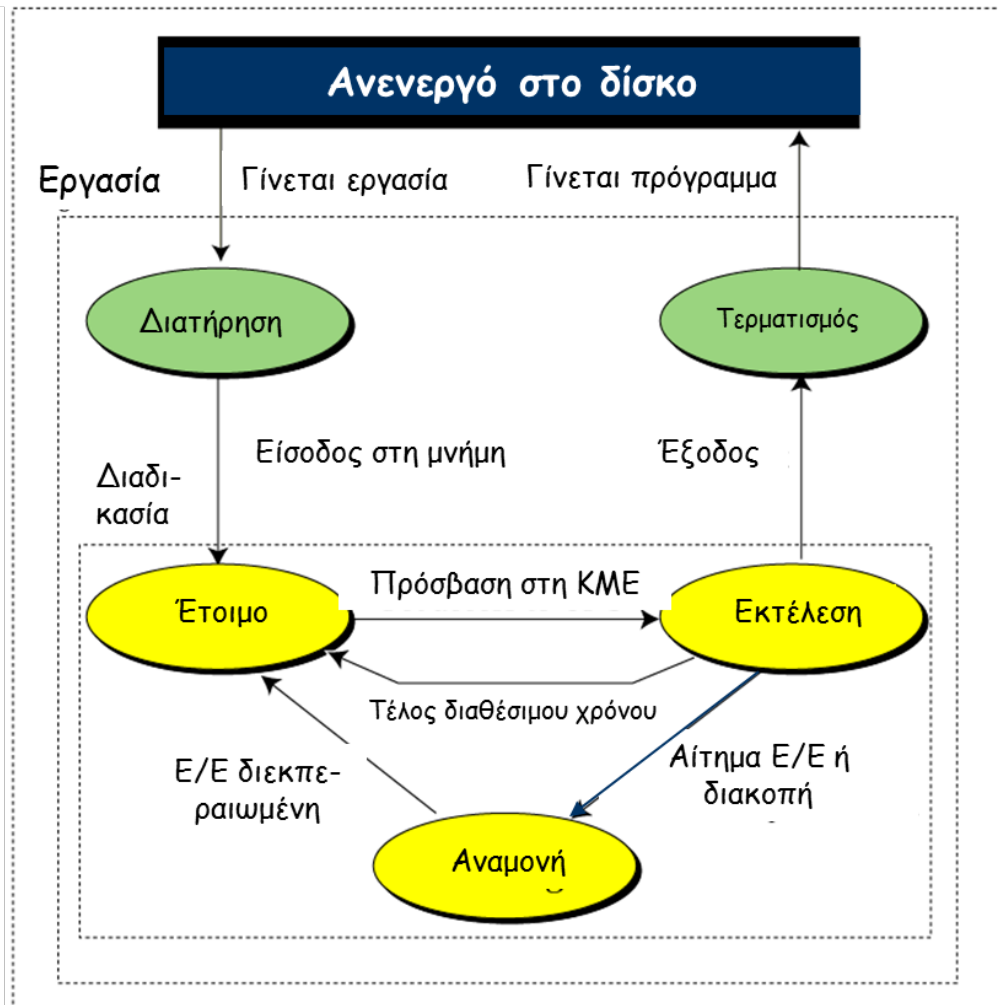 Ανενεργό στο δίσκο
Εργασία
Γίνεται εργασία
Γίνεται πρόγραμμα
Διατήρηση
Τερματισμός
Είσοδος στη μνήμη
Έξοδος
Διαδι-
κασία
Έτοιμο
Πρόσβαση στη ΚΜΕ
Εκτέλεση
Τέλος διαθέσιμου χρόνου
Ε/Ε διεκπε-
ραιωμένη
Αίτημα Ε/Ε ή
διακοπή
Αναμονή